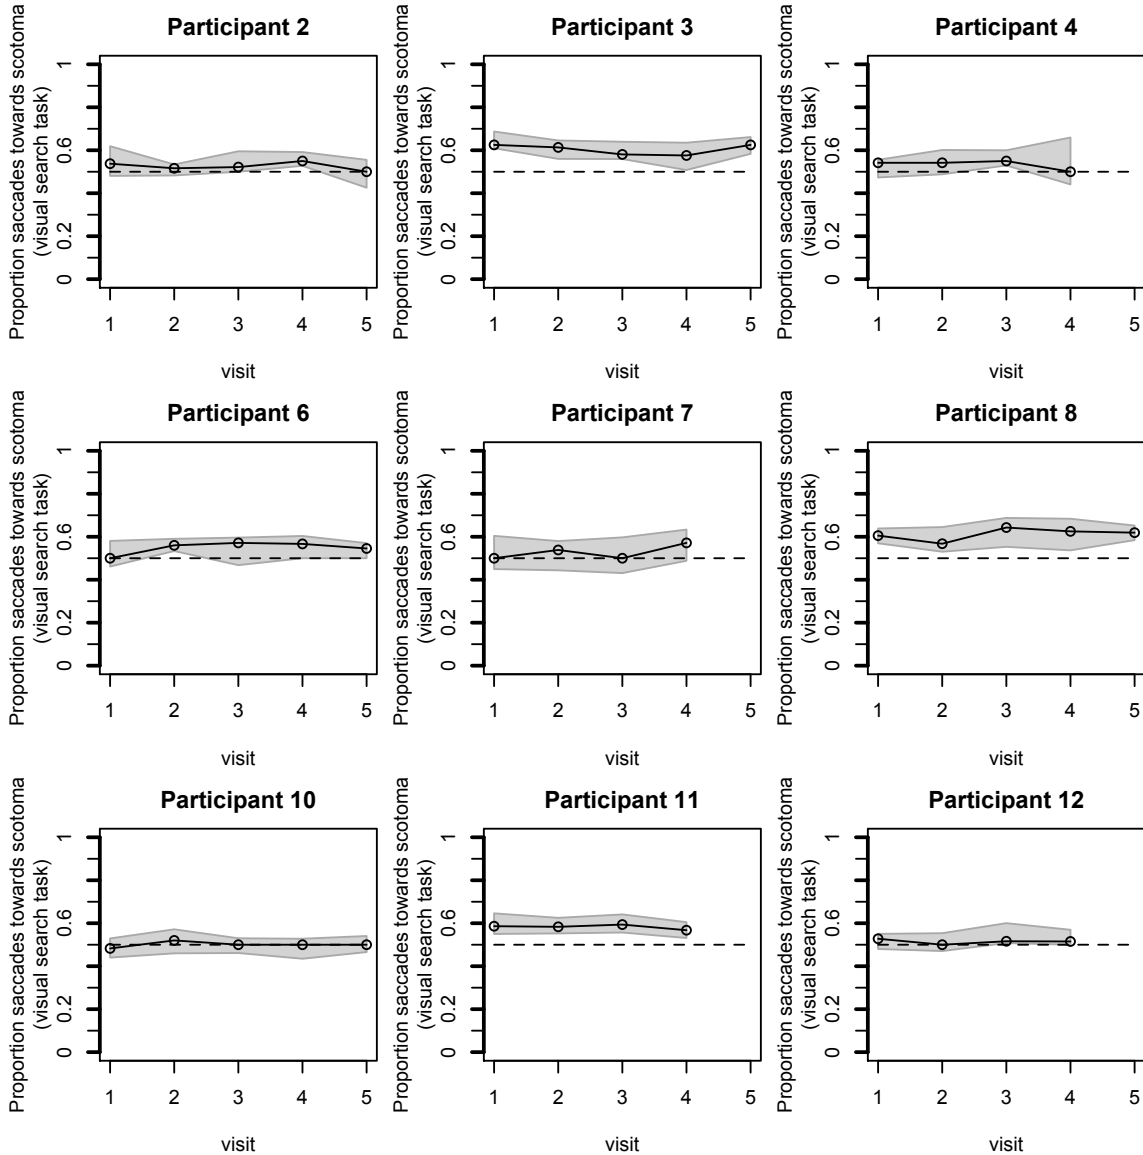 Participant 2
Proportion saccades towards scotoma
(visual search task)
0 0.2 0.6 1
1 2 3 4 5
visit
Participant 3
Proportion saccades towards scotoma
(visual search task)
0 0.2 0.6 1
1 2 3 4 5
visit
Participant 4
Proportion saccades towards scotoma
(visual search task)
0 0.2 0.6 1
1 2 3 4 5
visit
Participant 6
Proportion saccades towards scotoma
(visual search task)
0 0.2 0.6 1
1 2 3 4 5
visit
Participant 7
Proportion saccades towards scotoma
(visual search task)
0 0.2 0.6 1
1 2 3 4 5
visit
Participant 8
Proportion saccades towards scotoma
(visual search task)
0 0.2 0.6 1
1 2 3 4 5
visit
Participant 10
Proportion saccades towards scotoma
(visual search task)
0 0.2 0.6 1
1 2 3 4 5
visit
Participant 11
Proportion saccades towards scotoma
(visual search task)
0 0.2 0.6 1
1 2 3 4 5
visit
Participant 12
Proportion saccades towards scotoma
(visual search task)
0 0.2 0.6 1
1 2 3 4 5
visit